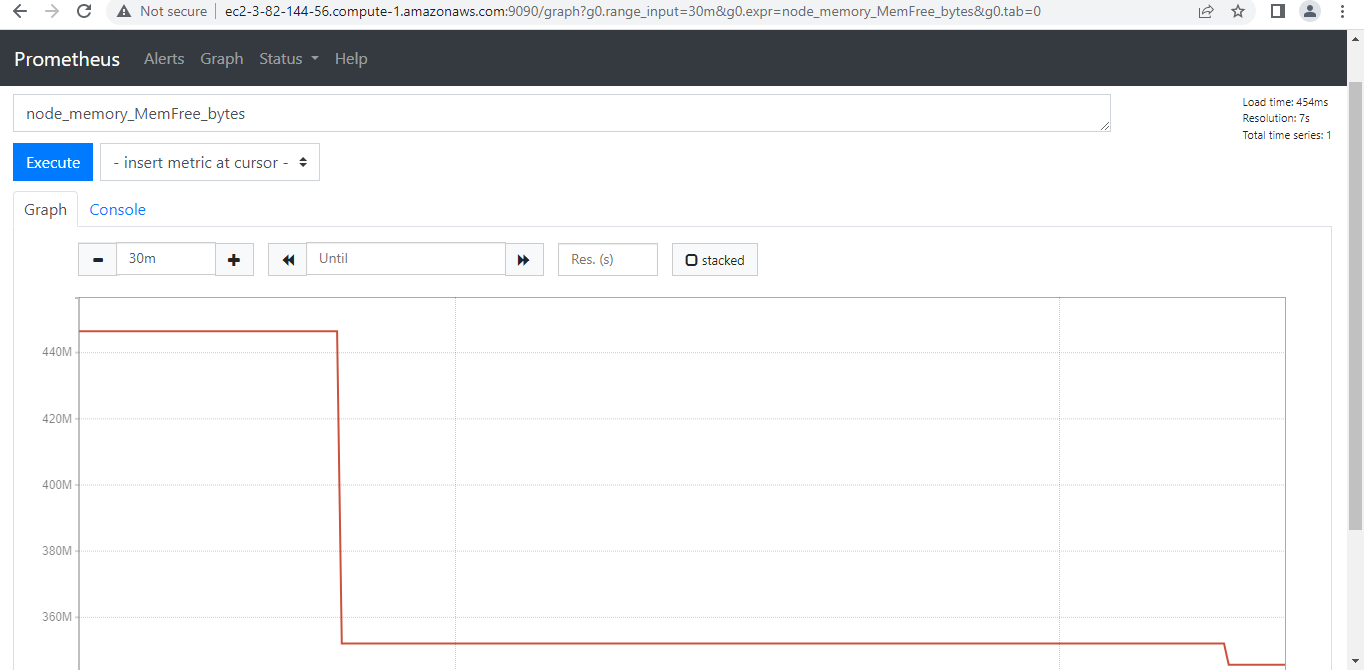 Not secure ec2-3-82-144-56.compute-1.amazonaws.com:9090/graph?g0.range_input=30m&g0.expr=node_memory_MemFree_bytes&g0.tab=0
Prometheus Alerts Graph Status Help
node_memory_MemFree_bytes
Load time: 454ms
Resolution: 7s
Total time series: 1
Execute - insert metric at cursor -
Graph Console
30m Until Res. (s) stacked
440M
420M
400M
380M
360M